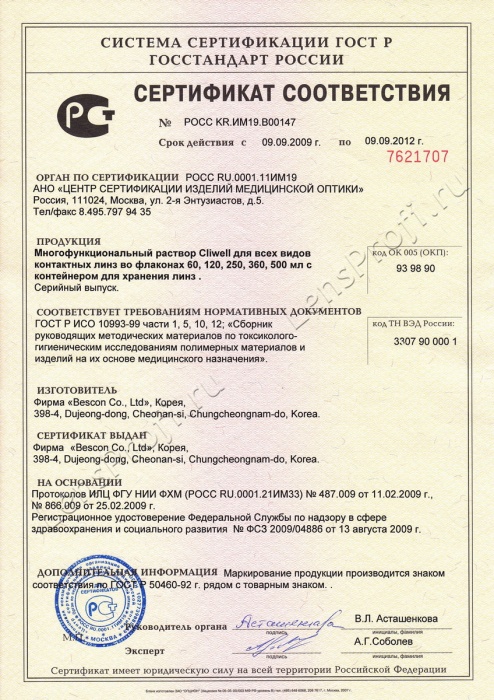 СИСТЕМА СЕРТИФИКАЦИИ ГОСТ Р
ГОССТАНДАРТ РОССИИ
СЕРТИФИКАТ СООТВЕТСТВИЯ
№ РОСС KR.ИМ19.В00147
Срок действия с 09.09.2009 г. по 09.09.2012 г.
7621707
ОРГАН ПО СЕРТИФИКАЦИИ РОСС RU.0001.11ИМ19
АНО «ЦЕНТР СЕРТИФИКАЦИИ ИЗДЕЛИЙ МЕДИЦИНСКОЙ ОПТИКИ»
Россия, 111024, Москва, ул. 2-я Энтузиастов, д.5.
Тел/факс 8.495.797 94 35
ПРОДУКЦИЯ
Многофункциональный раствор Cliwell для всех видов
контактных линз во флаконах 60, 120, 250, 360, 500 мл с
контейнером для хранения линз .
Серийный выпуск.
код ОК 005 (ОКП):
93 98 90
СООТВЕТСТВУЕТ ТРЕБОВАНИЯМ НОРМАТИВНЫХ ДОКУМЕНТОВ
ГОСТ Р ИСО 10993-99 части 1, 5, 10, 12; «Сборник
руководящих методических материалов по токсиколого-
гигиеническим исследованиям полимерных материалов и
изделий на их основе медицинского назначения».
код ТН ВЭД России:
3307 90 000 1
ИЗГОТОВИТЕЛЬ
Фирма «Bescon Co., Ltd», Корея,
398-4, Dujeong-dong, Cheohan-si, Chungcheongnam-do, Korea.
СЕРТИФИКАТ ВЫДАН
Фирма «Bescon Co., Ltd», Корея,
398-4, Dujeong-dong, Cheonan-si, Chungcheongnam-do, Korea.
НА ОСНОВАНИИ
Протоколов ИЛЦ ФГУ НИИ ФХМ (РОСС RU.0001.21ИМ33) № 487.009 от 11.02.2009 г.,
№ 866.009 от 25.02.2009 г.
Регистрационное удостоверение Федеральной Службы по надзору в сфере
здравоохранения и социального развития № ФСЗ 2009/04886 от 13 августа 2009 г.
ДОПОЛНИТЕЛЬНАЯ ИНФОРМАЦИЯ Маркирование продукции производится знаком
соответствия по ГОСТ Р 50460-92 г. рядом с товарным знаком. .
М.П.
Руководитель органа
Асташенкова
подпись
В.Л. Асташенкова
инициалы, фамилия
Эксперт
подпись
А.Г.Соболев
инициалы, фамилия
Сертификат имеет юридическую силу на всей территории Российской Федерации
LensProfi.ru
LensProfi.ru
МОСКВА